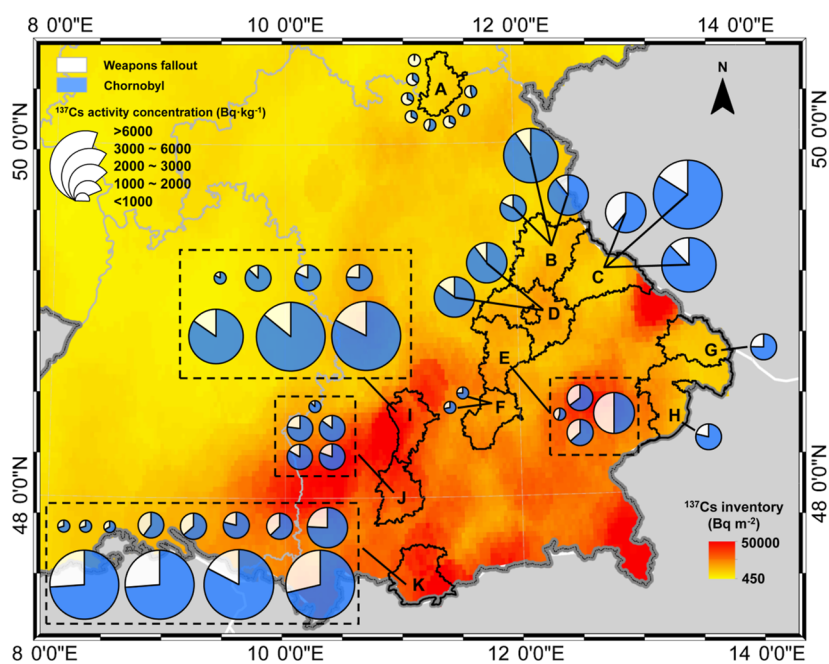 8 0'0"E 10 0'0"E 12 0'0"E 14 0'0"E
Weapons fallout
Chornobyl
¹³⁷Cs activity concentration (Bq·kg⁻¹)
>6000
3000 ~ 6000
2000 ~ 3000
1000 ~ 2000
<1000
N
50 0'0"N
50 0'0"N
A
B
C
D
E
F
G
H
I
J
K
48 0'0"N
48 0'0"N
¹³⁷Cs inventory
(Bq m⁻²)
50000
450
8 0'0"E 10 0'0"E 12 0'0"E 14 0'0"E